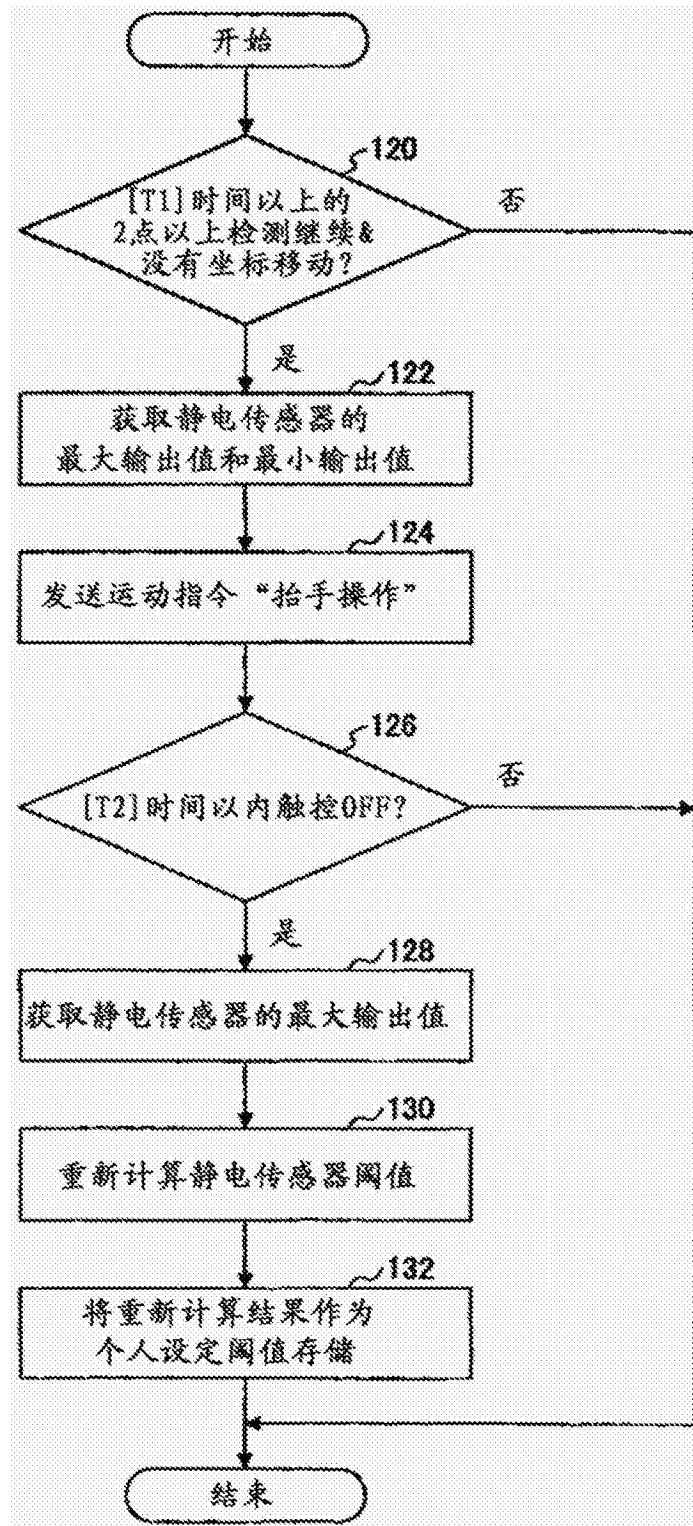 开始
120
[T1]时间以上的
2点以上检测继续&
没有坐标移动?
否
是
122
获取静电传感器的
最大输出值和最小输出值
124
发送运动指令“抬手操作”
126
[T2]时间以内触控OFF?
否
是
128
获取静电传感器的最大输出值
130
重新计算静电传感器阈值
132
将重新计算结果作为
个人设定阈值存储
结束